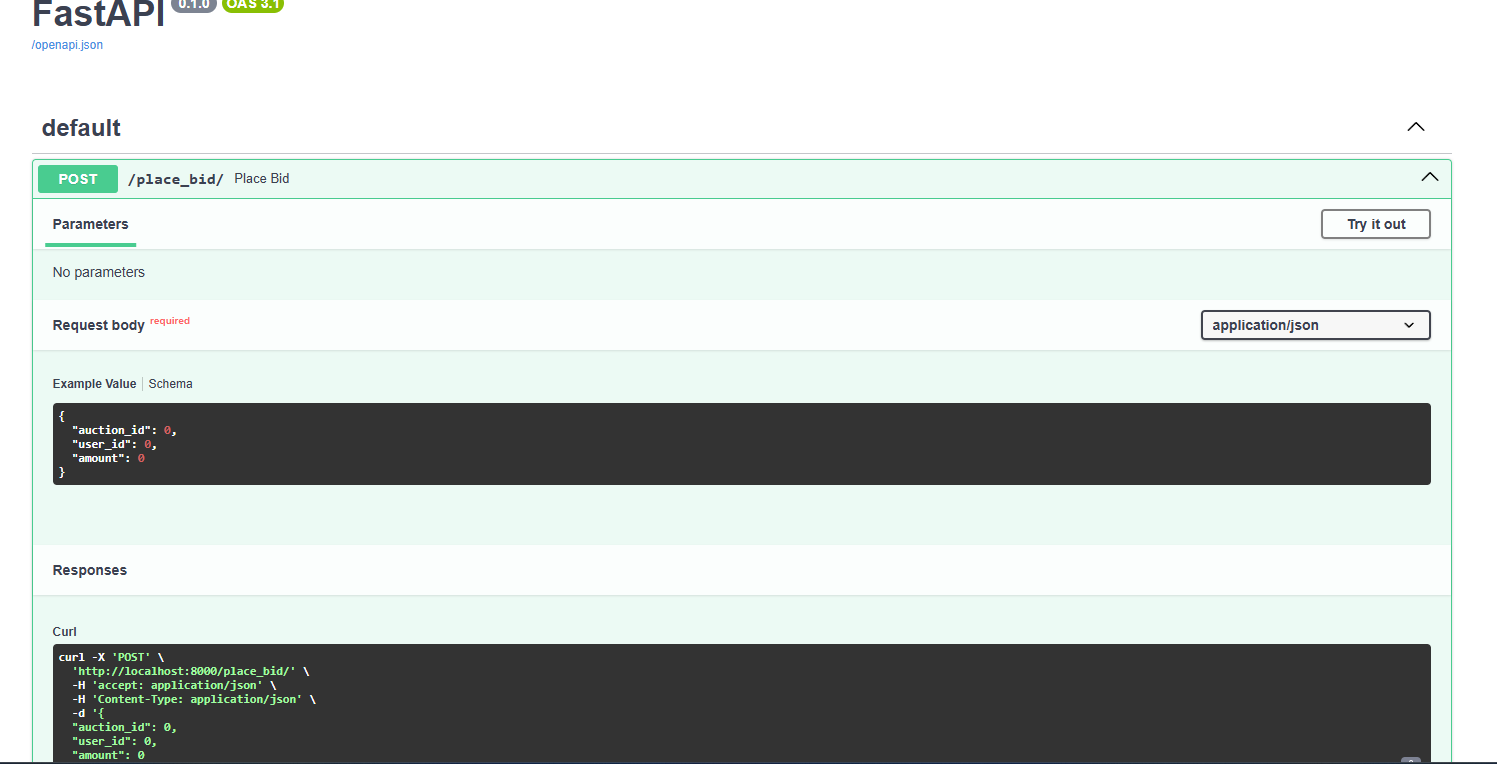 FastAPI 0.1.0 OAS 3.1
/openapi.json
default
POST /place_bid/ Place Bid
Parameters Try it out
No parameters
Request body required application/json
Example Value Schema
{
"auction_id": 0,
"user_id": 0,
"amount": 0
}
Responses
Curl
curl -X 'POST' \
'http://localhost:8000/place_bid/' \
-H 'accept: application/json' \
-H 'Content-Type: application/json' \
-d '{
"auction_id": 0,
"user_id": 0,
"amount": 0